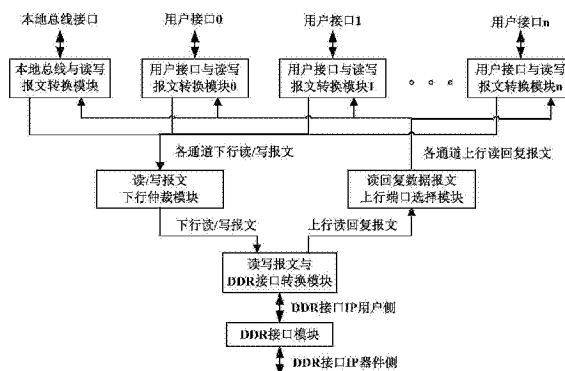 本地总线接口 用户接口0 用户接口1 用户接口n
本地总线与读写 用户接口与读写 用户接口与读写 用户接口与读写
报文转换模块 报文转换模块0 报文转换模块1 报文转换模块n
各通道下行读/写报文 各通道上行读回复报文
读/写报文 读回复数据报文
下行仲裁模块 上行端口选择模块
下行读/写报文 上行读回复报文
读写报文与
DDR接口转换模块
DDR接口IP用户侧
DDR接口模块
DDR接口IP器件侧